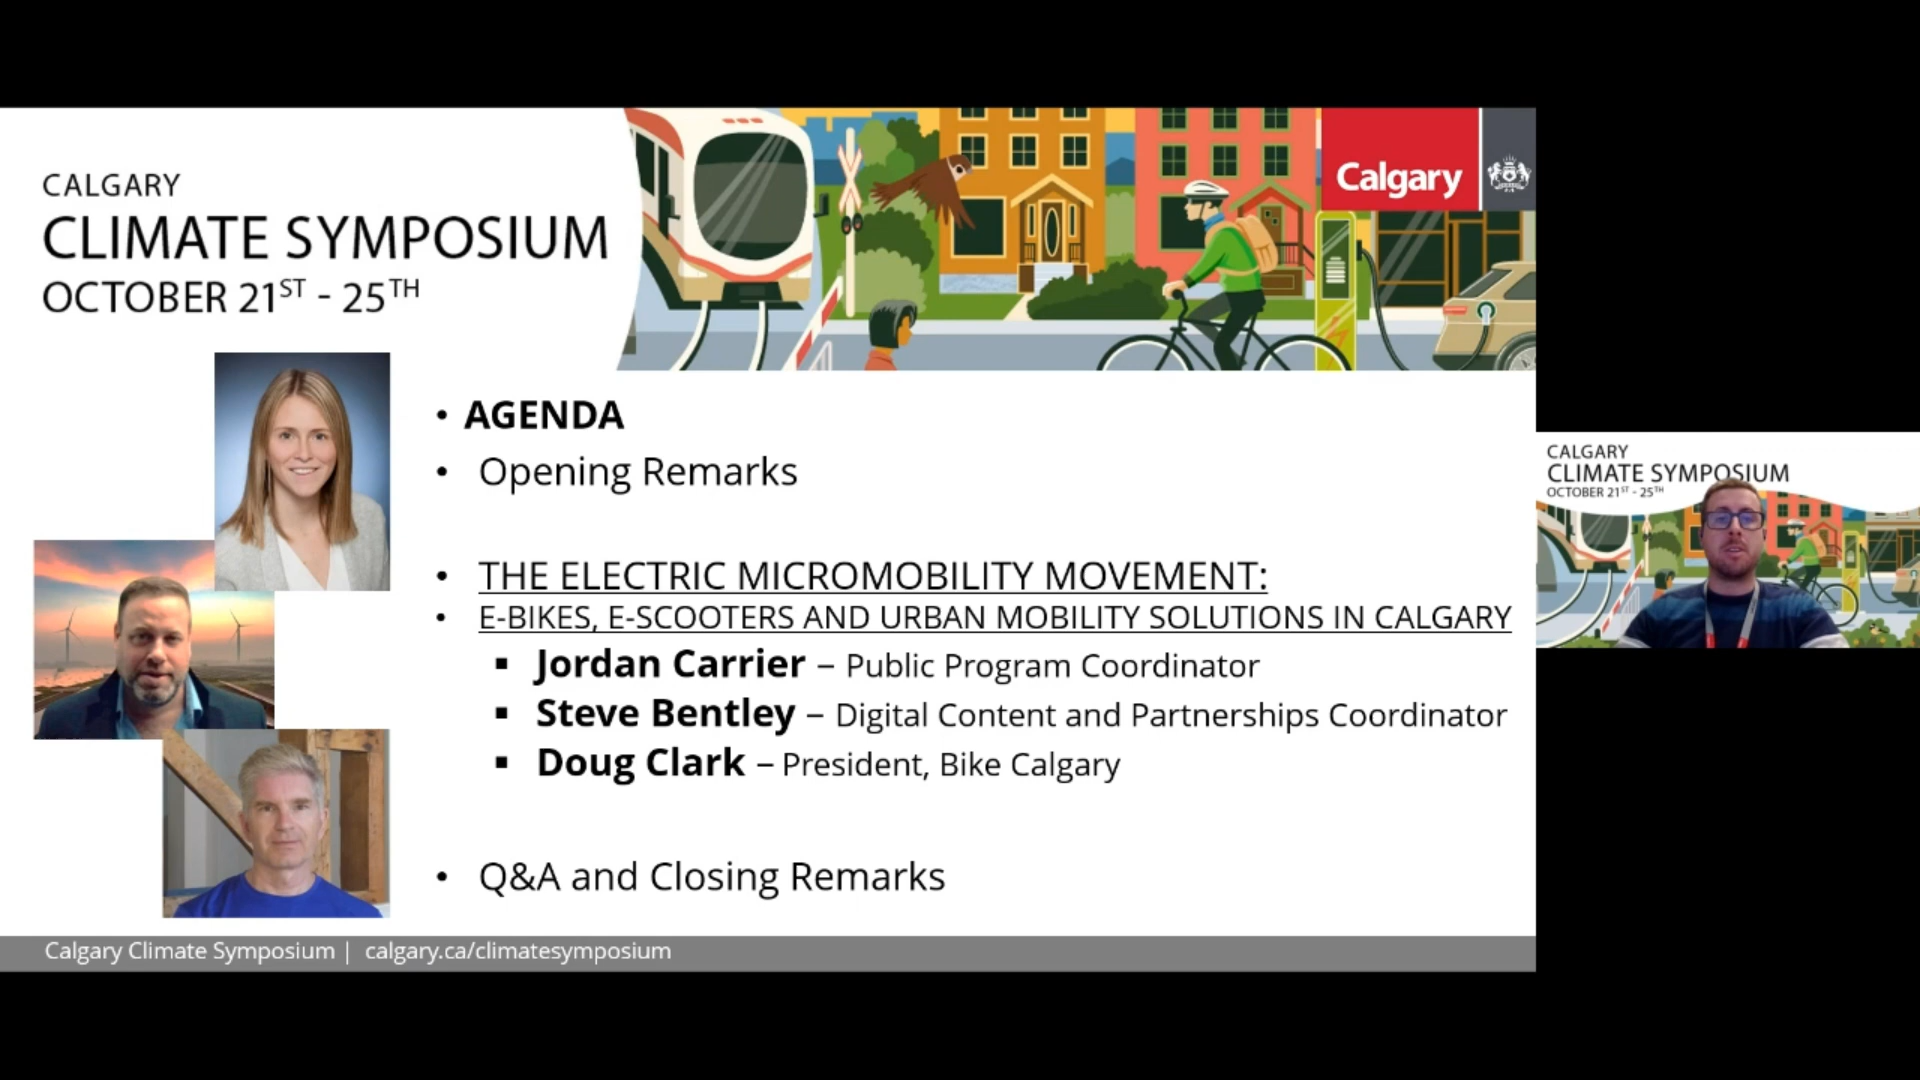 CALGARY
CLIMATE SYMPOSIUM
OCTOBER 21ST - 25TH
Calgary
• AGENDA
• Opening Remarks
• THE ELECTRIC MICROMOBILITY MOVEMENT:
• E-BIKES, E-SCOOTERS AND URBAN MOBILITY SOLUTIONS IN CALGARY
▪ Jordan Carrier – Public Program Coordinator
▪ Steve Bentley – Digital Content and Partnerships Coordinator
▪ Doug Clark – President, Bike Calgary
• Q&A and Closing Remarks
Calgary Climate Symposium | calgary.ca/climatesymposium
CALGARY
CLIMATE SYMPOSIUM
OCTOBER 21ST - 25TH